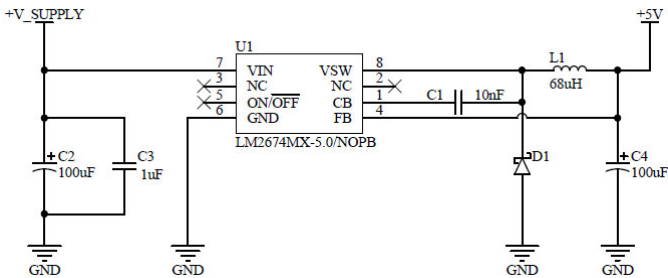 +V_SUPPLY
+5V
U1
7 VIN VSW 8
3 NC NC 2
5 ON/OFF CB 1
6 GND FB 4
LM2674MX-5.0/NOPB
L1
68uH
C1 10nF
C2
100uF
C3
1uF
D1
C4
100uF
GND
GND
GND
GND